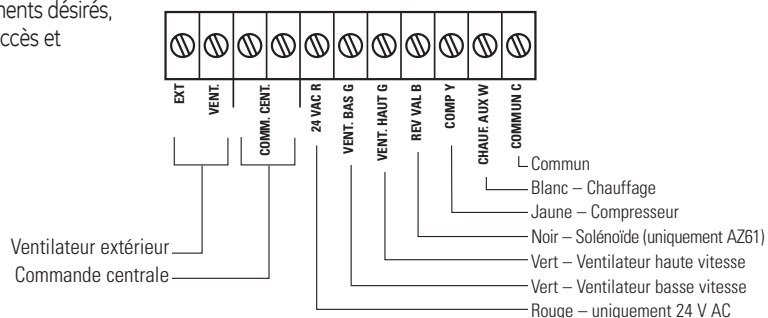 ments désirés,
ccès et
EXT
VENT.
COMM. CENT.
24 VAC R
VENT. BAS G
VENT. HAUT G
REV VAL B
COMP Y
CHAUF. AUX W
COMMUN C
Commun
Blanc – Chauffage
Jaune – Compresseur
Noir – Solénoïde (uniquement AZ61)
Ventilateur extérieur
Vert – Ventilateur haute vitesse
Commande centrale
Vert – Ventilateur basse vitesse
Rouge – uniquement 24 V AC